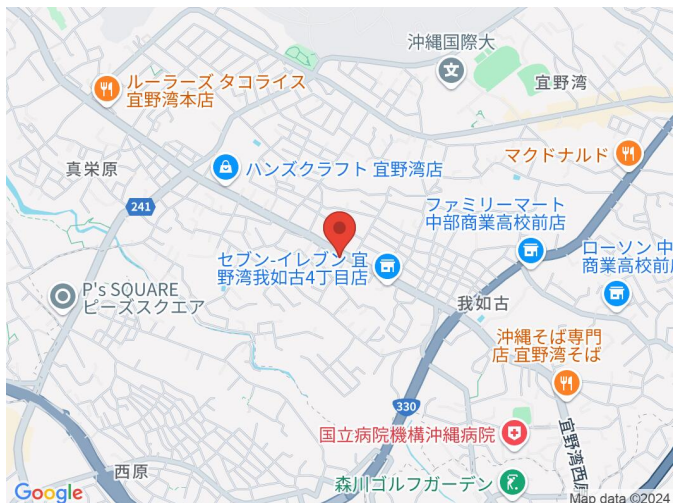 沖縄国際大
宜野湾
ルーラーズ タコライス
宜野湾本店
マクドナルド
真栄原
ハンズクラフト 宜野湾店
241
ファミリーマート
中部商業高校前店
セブン-イレブン 宜
野湾我如古4丁目店
ローソン 中
商業高校前店
P's SQUARE
ピーズスクエア
我如古
沖縄そば専門
店 宜野湾そば
330
国立病院機構沖縄病院
宜野湾西原
西原
森川ゴルフガーデン
Google
Map data ©2024